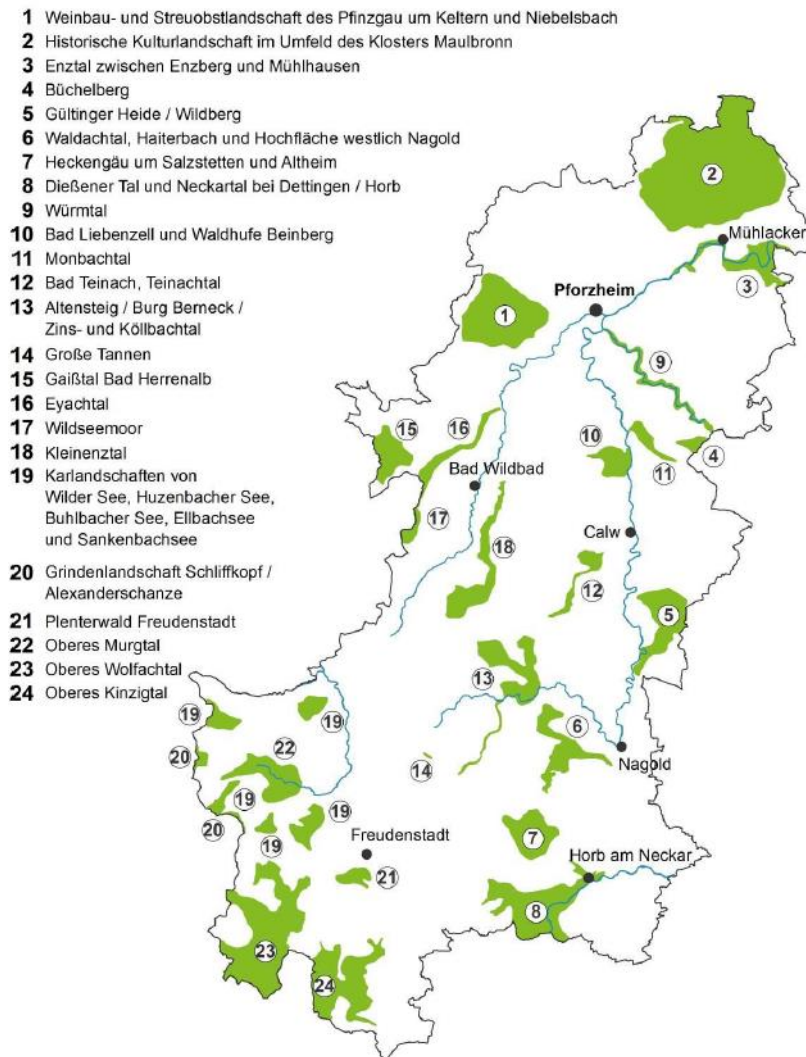 1 Weinbau- und Streuobstlandschaft des Pfinzgau um Keltern und Niebelsbach
2 Historische Kulturlandschaft im Umfeld des Klosters Maulbronn
3 Enztal zwischen Enzberg und Mühlhausen
4 Büchelberg
5 Gültinger Heide / Wildberg
6 Waldachtal, Haiterbach und Hochfläche westlich Nagold
7 Heckengäu um Salzstetten und Altheim
8 Dießener Tal und Neckartal bei Dettingen / Horb
9 Würmtal
10 Bad Liebenzell und Waldhufe Beinberg
11 Monbachtal
12 Bad Teinach, Teinachtal
13 Altensteig / Burg Berneck /
Zins- und Köllbachtal
14 Große Tannen
15 Gaißtal Bad Herrenalb
16 Eyachtal
17 Wildseemoor
18 Kleinenztal
19 Karlandschaften von
Wilder See, Huzenbacher See,
Buhlbacher See, Ellbachsee
und Sankenbachsee
20 Grindenlandschaft Schliffkopf /
Alexanderschanze
21 Plenterwald Freudenstadt
22 Oberes Murgtal
23 Oberes Wolfachtal
24 Oberes Kinzigtal
2
Mühlacker
3
Pforzheim
1
9
15
16
10
4
11
Bad Wildbad
17
18
Calw
12
5
13
19
19
6
22
20
14
Nagold
19
19
20
7
19
Freudenstadt
21
Horb am Neckar
8
23
24